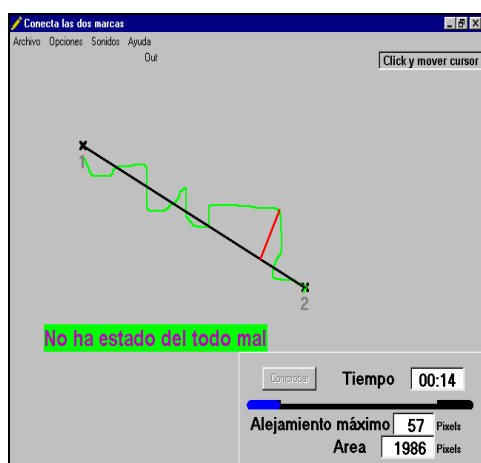 Conecta las dos marcas
Archivo Opciones Sonidos Ayuda
Out
Click y mover cursor
1
2
No ha estado del todo mal
Comprobar
Tiempo 00:14
Alejamiento máximo 57 Pixels
Area 1986 Pixels